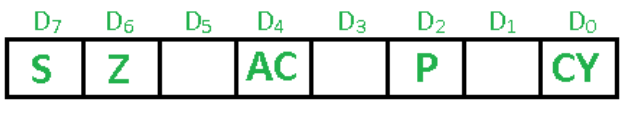 D₇ D₆ D₅ D₄ D₃ D₂ D₁ D₀
S Z AC P CY